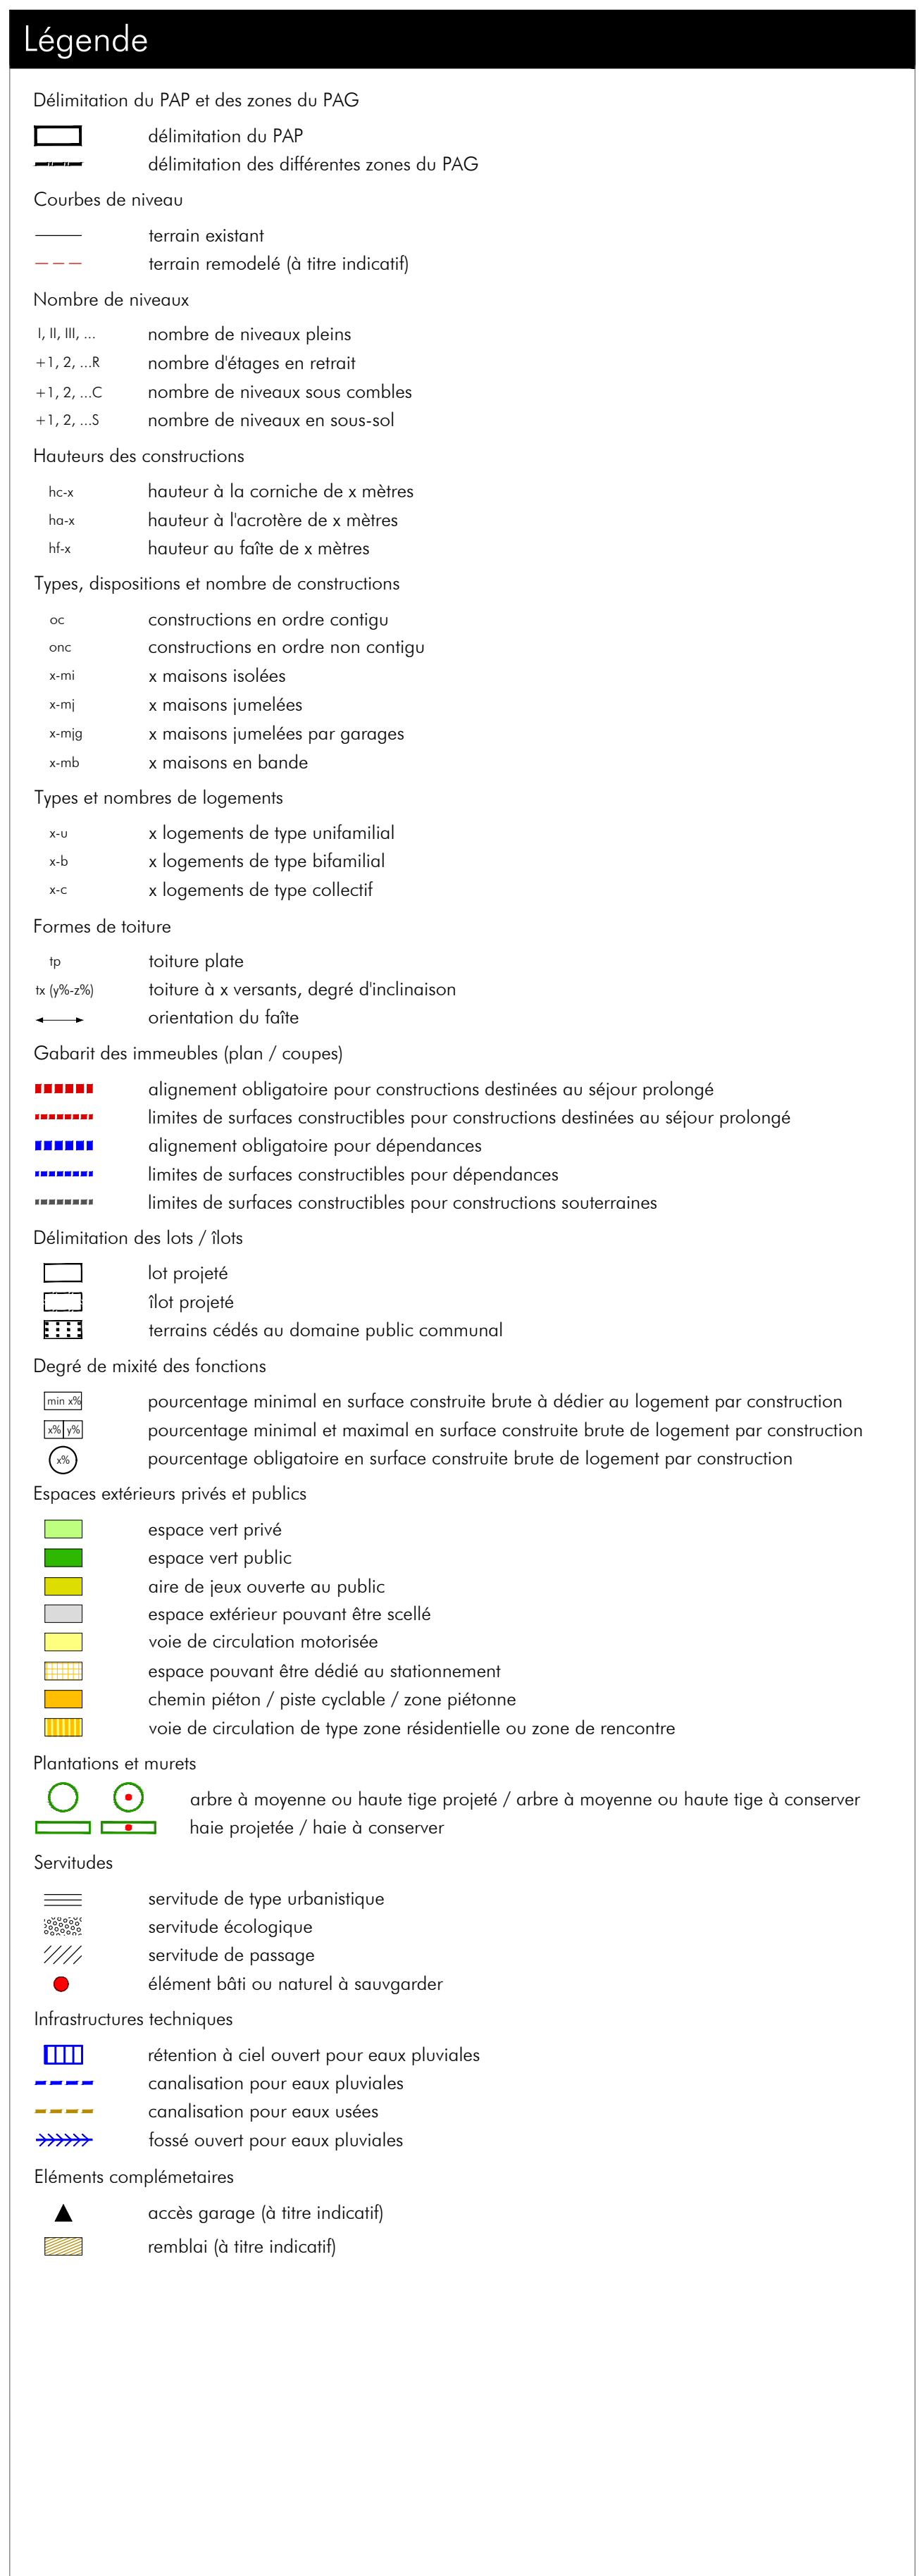 Légende
Délimitation du PAP et des zones du PAG
délimitation du PAP
délimitation des différentes zones du PAG
Courbes de niveau
terrain existant
terrain remodelé (à titre indicatif)
Nombre de niveaux
I, II, III, ... nombre de niveaux pleins
+1, 2, ...R nombre d'étages en retrait
+1, 2, ...C nombre de niveaux sous combles
+1, 2, ...S nombre de niveaux en sous-sol
Hauteurs des constructions
hc-x hauteur à la corniche de x mètres
ha-x hauteur à l'acrotère de x mètres
hf-x hauteur au faîte de x mètres
Types, dispositions et nombre de constructions
oc constructions en ordre contigu
onc constructions en ordre non contigu
x-mi x maisons isolées
x-mj x maisons jumelées
x-mjg x maisons jumelées par garages
x-mb x maisons en bande
Types et nombres de logements
x-u x logements de type unifamilial
x-b x logements de type bifamilial
x-c x logements de type collectif
Formes de toiture
tp toiture plate
tx (y%-z%) toiture à x versants, degré d'inclinaison
orientation du faîte
Gabarit des immeubles (plan / coupes)
alignement obligatoire pour constructions destinées au séjour prolongé
limites de surfaces constructibles pour constructions destinées au séjour prolongé
alignement obligatoire pour dépendances
limites de surfaces constructibles pour dépendances
limites de surfaces constructibles pour constructions souterraines
Délimitation des lots / îlots
lot projeté
îlot projeté
terrains cédés au domaine public communal
Degré de mixité des fonctions
min x% pourcentage minimal en surface construite brute à dédier au logement par construction
x% y% pourcentage minimal et maximal en surface construite brute de logement par construction
x% pourcentage obligatoire en surface construite brute de logement par construction
Espaces extérieurs privés et publics
espace vert privé
espace vert public
aire de jeux ouverte au public
espace extérieur pouvant être scellé
voie de circulation motorisée
espace pouvant être dédié au stationnement
chemin piéton / piste cyclable / zone piétonne
voie de circulation de type zone résidentielle ou zone de rencontre
Plantations et murets
arbre à moyenne ou haute tige projeté / arbre à moyenne ou haute tige à conserver
haie projetée / haie à conserver
Servitudes
servitude de type urbanistique
servitude écologique
servitude de passage
élément bâti ou naturel à sauvgarder
Infrastructures techniques
rétention à ciel ouvert pour eaux pluviales
canalisation pour eaux pluviales
canalisation pour eaux usées
fossé ouvert pour eaux pluviales
Eléments complémetaires
accès garage (à titre indicatif)
remblai (à titre indicatif)